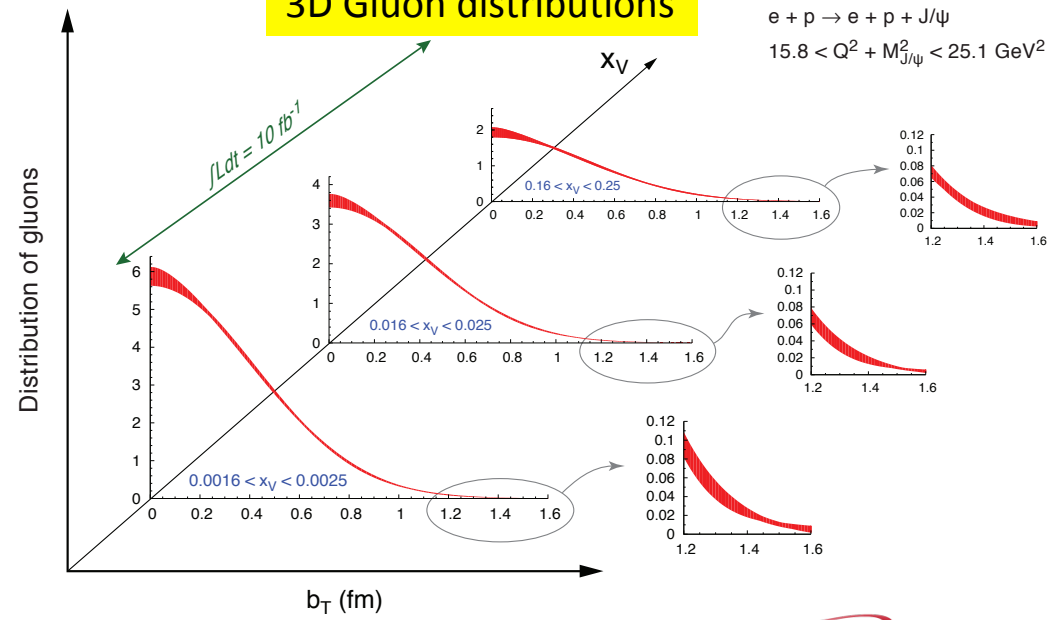 3D Gluon distributions
e + p → e + p + J/ψ
15.8 < Q² + M²J/ψ < 25.1 GeV²
xV
∫Ldt = 10 fb⁻¹
Distribution of gluons
2
1
0
0.16 < xV < 0.25
0 0.2 0.4 0.6 0.8 1 1.2 1.4 1.6
0.12
0.1
0.08
0.06
0.04
0.02
0
1.2 1.4 1.6
4
3
2
1
0
0.016 < xV < 0.025
0 0.2 0.4 0.6 0.8 1 1.2 1.4 1.6
0.12
0.1
0.08
0.06
0.04
0.02
0
1.2 1.4 1.6
6
5
4
3
2
1
0
0.0016 < xV < 0.0025
0 0.2 0.4 0.6 0.8 1 1.2 1.4 1.6
0.12
0.1
0.08
0.06
0.04
0.02
0
1.2 1.4 1.6
bT (fm)